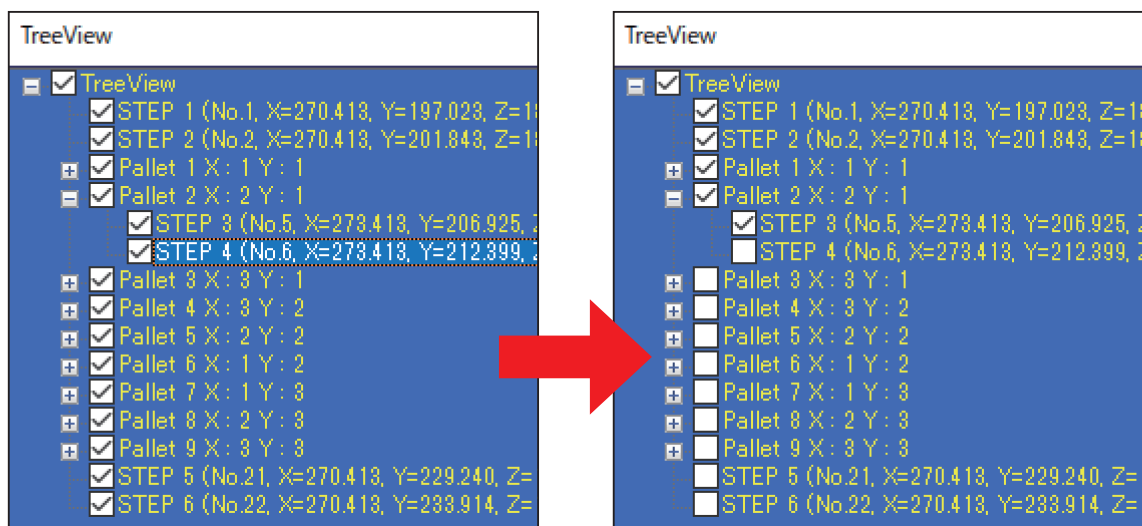 TreeView
TreeView
STEP 1 (No.1, X=270.413, Y=197.023, Z=18
STEP 2 (No.2, X=270.413, Y=201.843, Z=18
Pallet 1 X : 1 Y : 1
Pallet 2 X : 2 Y : 1
STEP 3 (No.5, X=273.413, Y=206.925,
STEP 4 (No.6, X=273.413, Y=212.399,
Pallet 3 X : 3 Y : 1
Pallet 4 X : 3 Y : 2
Pallet 5 X : 2 Y : 2
Pallet 6 X : 1 Y : 2
Pallet 7 X : 1 Y : 3
Pallet 8 X : 2 Y : 3
Pallet 9 X : 3 Y : 3
STEP 5 (No.21, X=270.413, Y=229.240, Z=
STEP 6 (No.22, X=270.413, Y=233.914, Z=
TreeView
TreeView
STEP 1 (No.1, X=270.413, Y=197.023, Z=18
STEP 2 (No.2, X=270.413, Y=201.843, Z=18
Pallet 1 X : 1 Y : 1
Pallet 2 X : 2 Y : 1
STEP 3 (No.5, X=273.413, Y=206.925,
STEP 4 (No.6, X=273.413, Y=212.399,
Pallet 3 X : 3 Y : 1
Pallet 4 X : 3 Y : 2
Pallet 5 X : 2 Y : 2
Pallet 6 X : 1 Y : 2
Pallet 7 X : 1 Y : 3
Pallet 8 X : 2 Y : 3
Pallet 9 X : 3 Y : 3
STEP 5 (No.21, X=270.413, Y=229.240, Z=
STEP 6 (No.22, X=270.413, Y=233.914, Z=